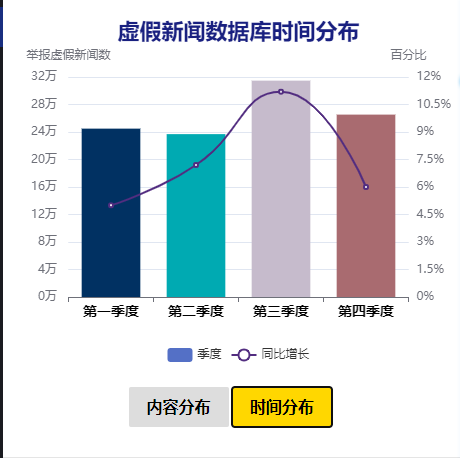 虚假新闻数据库时间分布
举报虚假新闻数 百分比
32万 12%
28万 10.5%
24万 9%
20万 7.5%
16万 6%
12万 4.5%
8万 3%
4万 1.5%
0万 0%
第一季度 第二季度 第三季度 第四季度
季度 同比增长
内容分布 时间分布